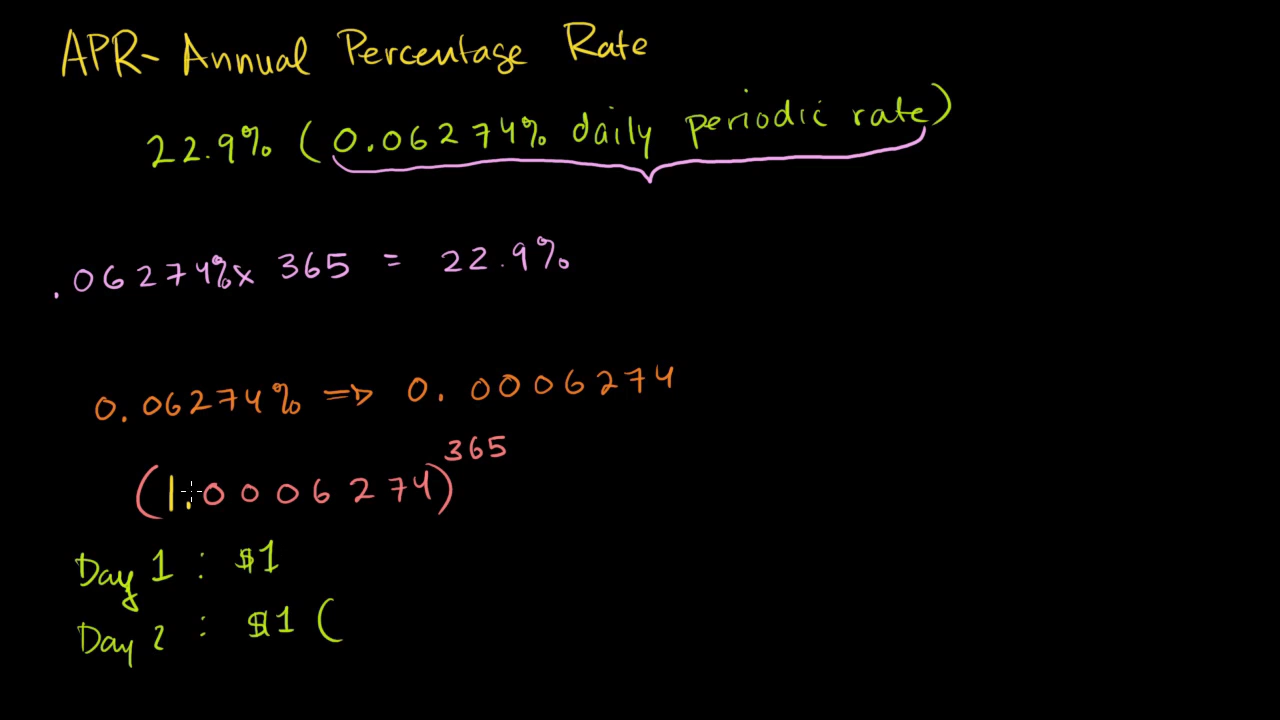 APR- Annual Percentage Rate
22.9% (0.06274% daily periodic rate)
.06274%x 365 = 22.9%
0.06274% => 0.0006274
(1.0006274)^365
Day 1 : $1
Day 2 : $1 (